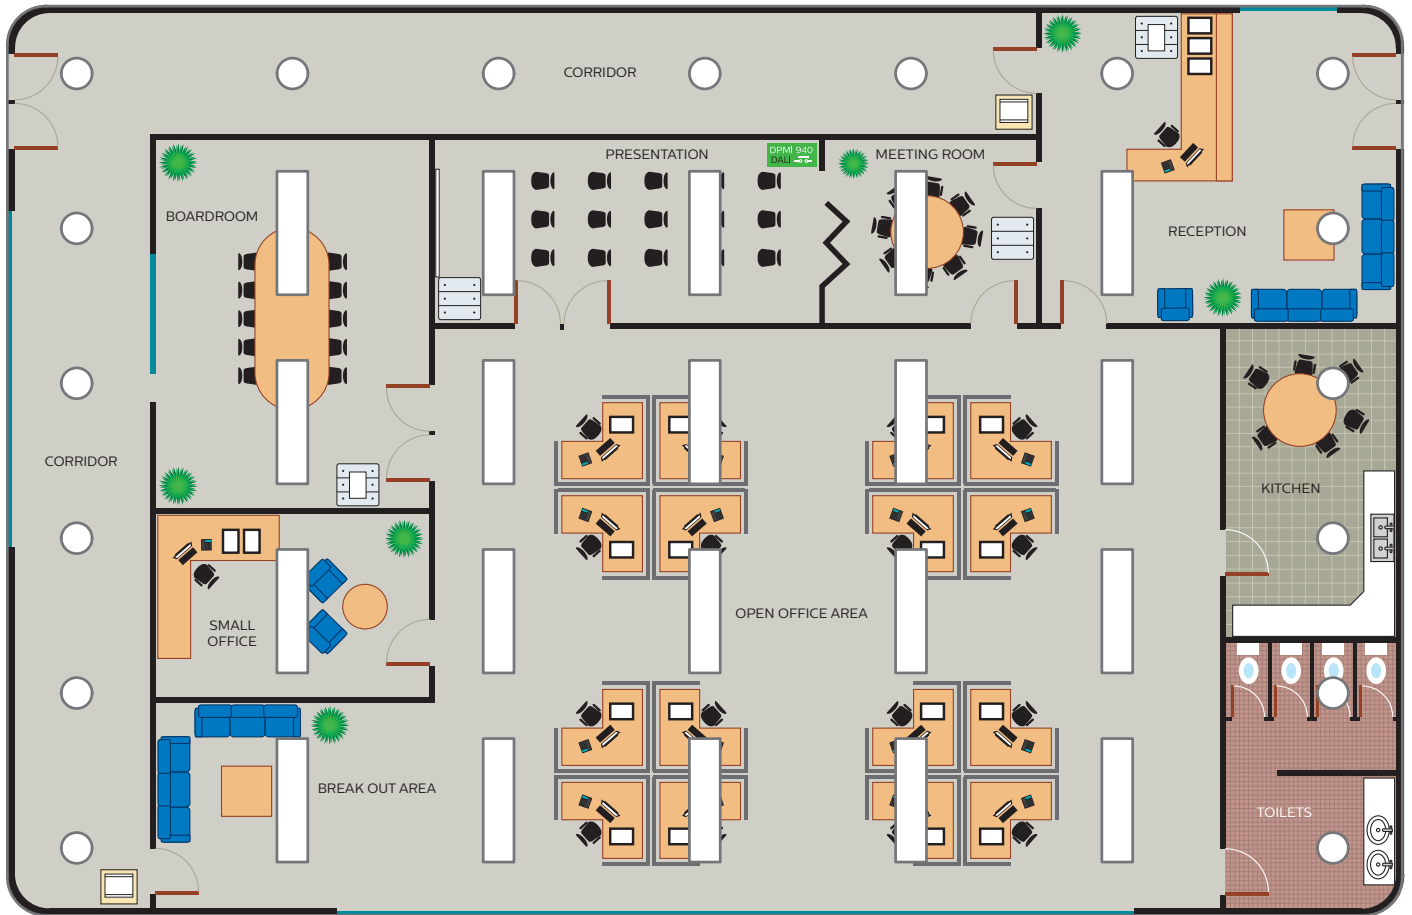 CORRIDOR
PRESENTATION
DPMI 940
DALI
MEETING ROOM
BOARDROOM
RECEPTION
CORRIDOR
KITCHEN
OPEN OFFICE AREA
SMALL
OFFICE
BREAK OUT AREA
TOILETS